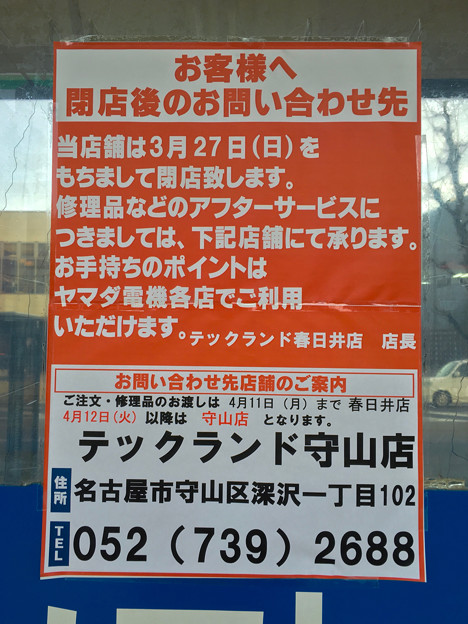 お客様へ
閉店後のお問い合わせ先
当店舗は3月27日(日)を
もちまして閉店致します。
修理品などのアフターサービスに
つきましては、下記店舗にて承ります。
お手持ちのポイントは
ヤマダ電機各店でご利用
いただけます。テックランド春日井店 店長
お問い合わせ先店舗のご案内
ご注文・修理品のお渡しは 4月11日(月)まで 春日井店
4月12日(火) 以降は 守山店 となります。
テックランド守山店
住所 名古屋市守山区深沢一丁目102
TEL 052(739)2688